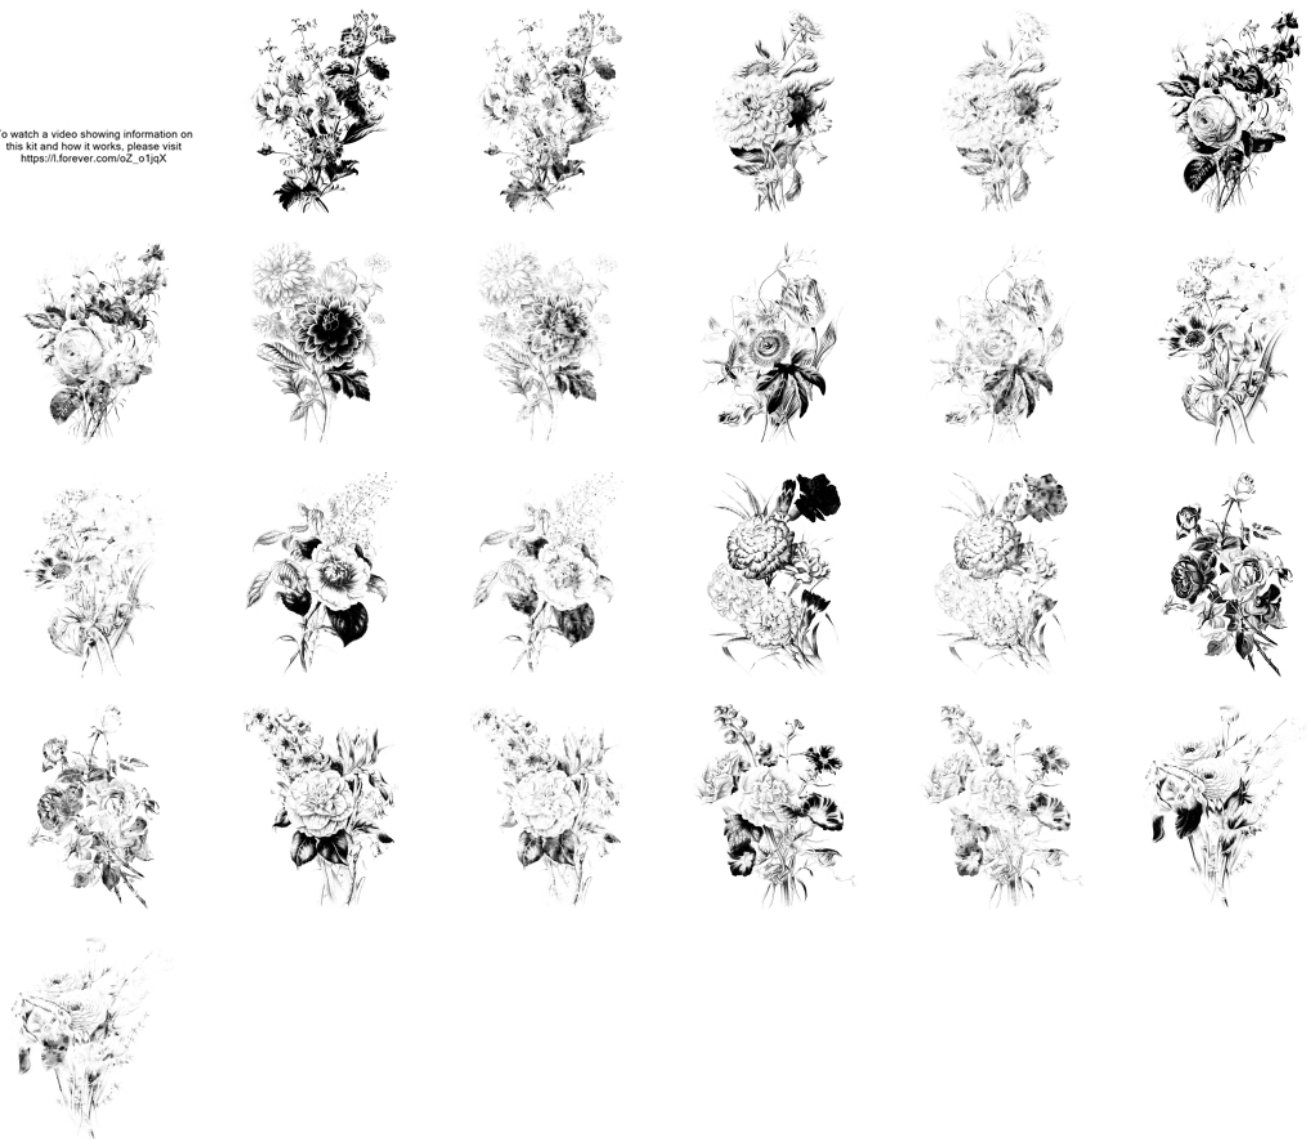 o watch a video showing information on
this kit and how it works, please visit
https://l.forever.com/oZ_o1jqX